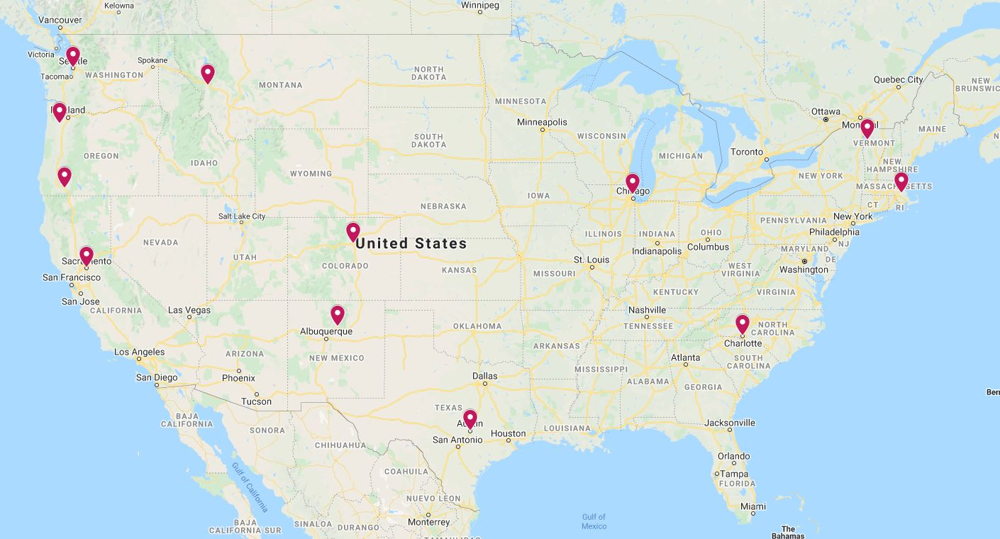 Kelowna
Winnipeg
Vancouver
Victoria
Seattle
Spokane
Tacoma
WASHINGTON
NORTH
DAKOTA
MONTANA
MINNESOTA
Quebec City
NEW
BRUNSWIC
Portland
Ottawa
Montreal
Minneapolis
WISCONSIN
MAINE
SOUTH
DAKOTA
VERMONT
OREGON
IDAHO
MICHIGAN
Toronto
NEW
HAMPSHIRE
WYOMING
NEW YORK
MASSACHUSETTS
Chicago
IOWA
NEBRASKA
CT
RI
Salt Lake City
New York
PENNSYLVANIA
NEVADA
United States
ILLINOIS
INDIANA
OHIO
Philadelphia
Indianapolis
Columbus
NJ
MARYLAND
UTAH
COLORADO
KANSAS
MISSOURI
St. Louis
DE
WEST
VIRGINIA
Washington
Sacramento
San Francisco
San Jose
CALIFORNIA
Las Vegas
KENTUCKY
VIRGINIA
Nashville
TENNESSEE
Albuquerque
OKLAHOMA
NORTH
CAROLINA
Charlotte
Los Angeles
ARIZONA
NEW MEXICO
ARKANSAS
Atlanta
SOUTH
CAROLINA
San Diego
Phoenix
Dallas
MISSISSIPPI
ALABAMA
GEORGIA
Tucson
Berr
TEXAS
BAJA
CALIFORNIA
SONORA
Austin
San Antonio
Houston
LOUISIANA
Jacksonville
CHIHUAHUA
COAHUILA
Orlando
Tampa
FLORIDA
Gulf of California
NUEVO LEON
Miami
Monterrey
Gulf of
Mexico
BAJA
CALIFORNIA SUR
SINALOA
DURANGO
TAMAULIPAS
The
Bahamas